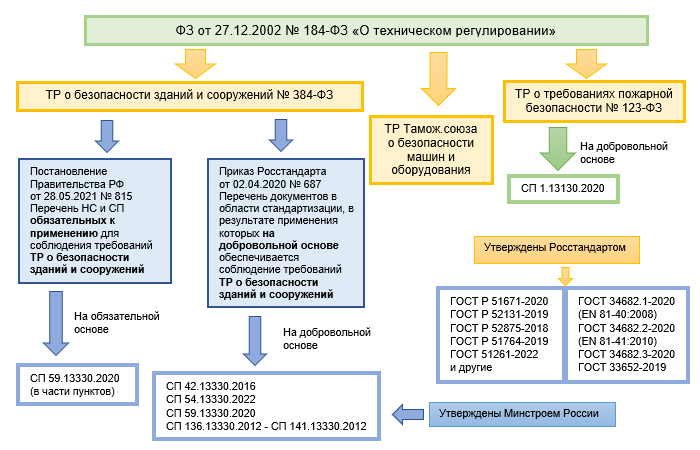 ФЗ от 27.12.2002 № 184-ФЗ «О техническом регулировании»
ТР о безопасности зданий и сооружений № 384-ФЗ
ТР Тамож.союза
о безопасности
машин и
оборудования
ТР о требованиях пожарной
безопасности № 123-ФЗ
На добровольной
основе
СП 1.13130.2020
Постановление
Правительства РФ
от 28.05.2021 № 815
Перечень НС и СП
обязательных к
применению для
соблюдения требований
ТР о безопасности
зданий и сооружений
Приказ Росстандарта
от 02.04.2020 № 687
Перечень документов в
области стандартизации, в
результате применения
которых на
добровольной основе
обеспечивается
соблюдение требований
ТР о безопасности
зданий и сооружений
На обязательной
основе
На добровольной
основе
СП 59.13330.2020
(в части пунктов)
СП 42.13330.2016
СП 54.13330.2022
СП 59.13330.2020
СП 136.13330.2012 - СП 141.13330.2012
Утверждены Росстандартом
ГОСТ Р 51671-2020
ГОСТ Р 52131-2019
ГОСТ Р 52875-2018
ГОСТ Р 51764-2019
ГОСТ 51261-2022
и другие
ГОСТ 34682.1-2020
(EN 81-40:2008)
ГОСТ 34682.2-2020
(EN 81-41:2010)
ГОСТ 34682.3-2020
ГОСТ 33652-2019
Утверждены Минстроем России